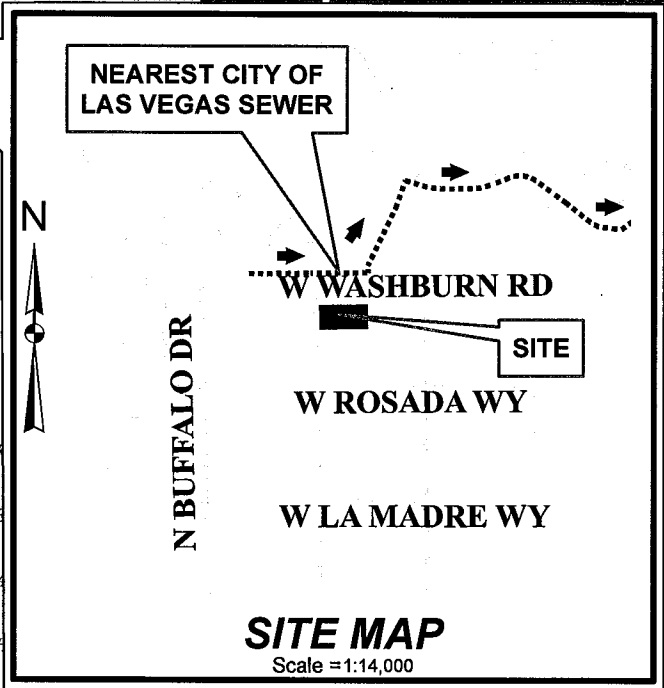 NEAREST CITY OF
LAS VEGAS SEWER
N
W WASHBURN RD
SITE
N BUFFALO DR
W ROSADA WY
W LA MADRE WY
SITE MAP
Scale =1:14,000